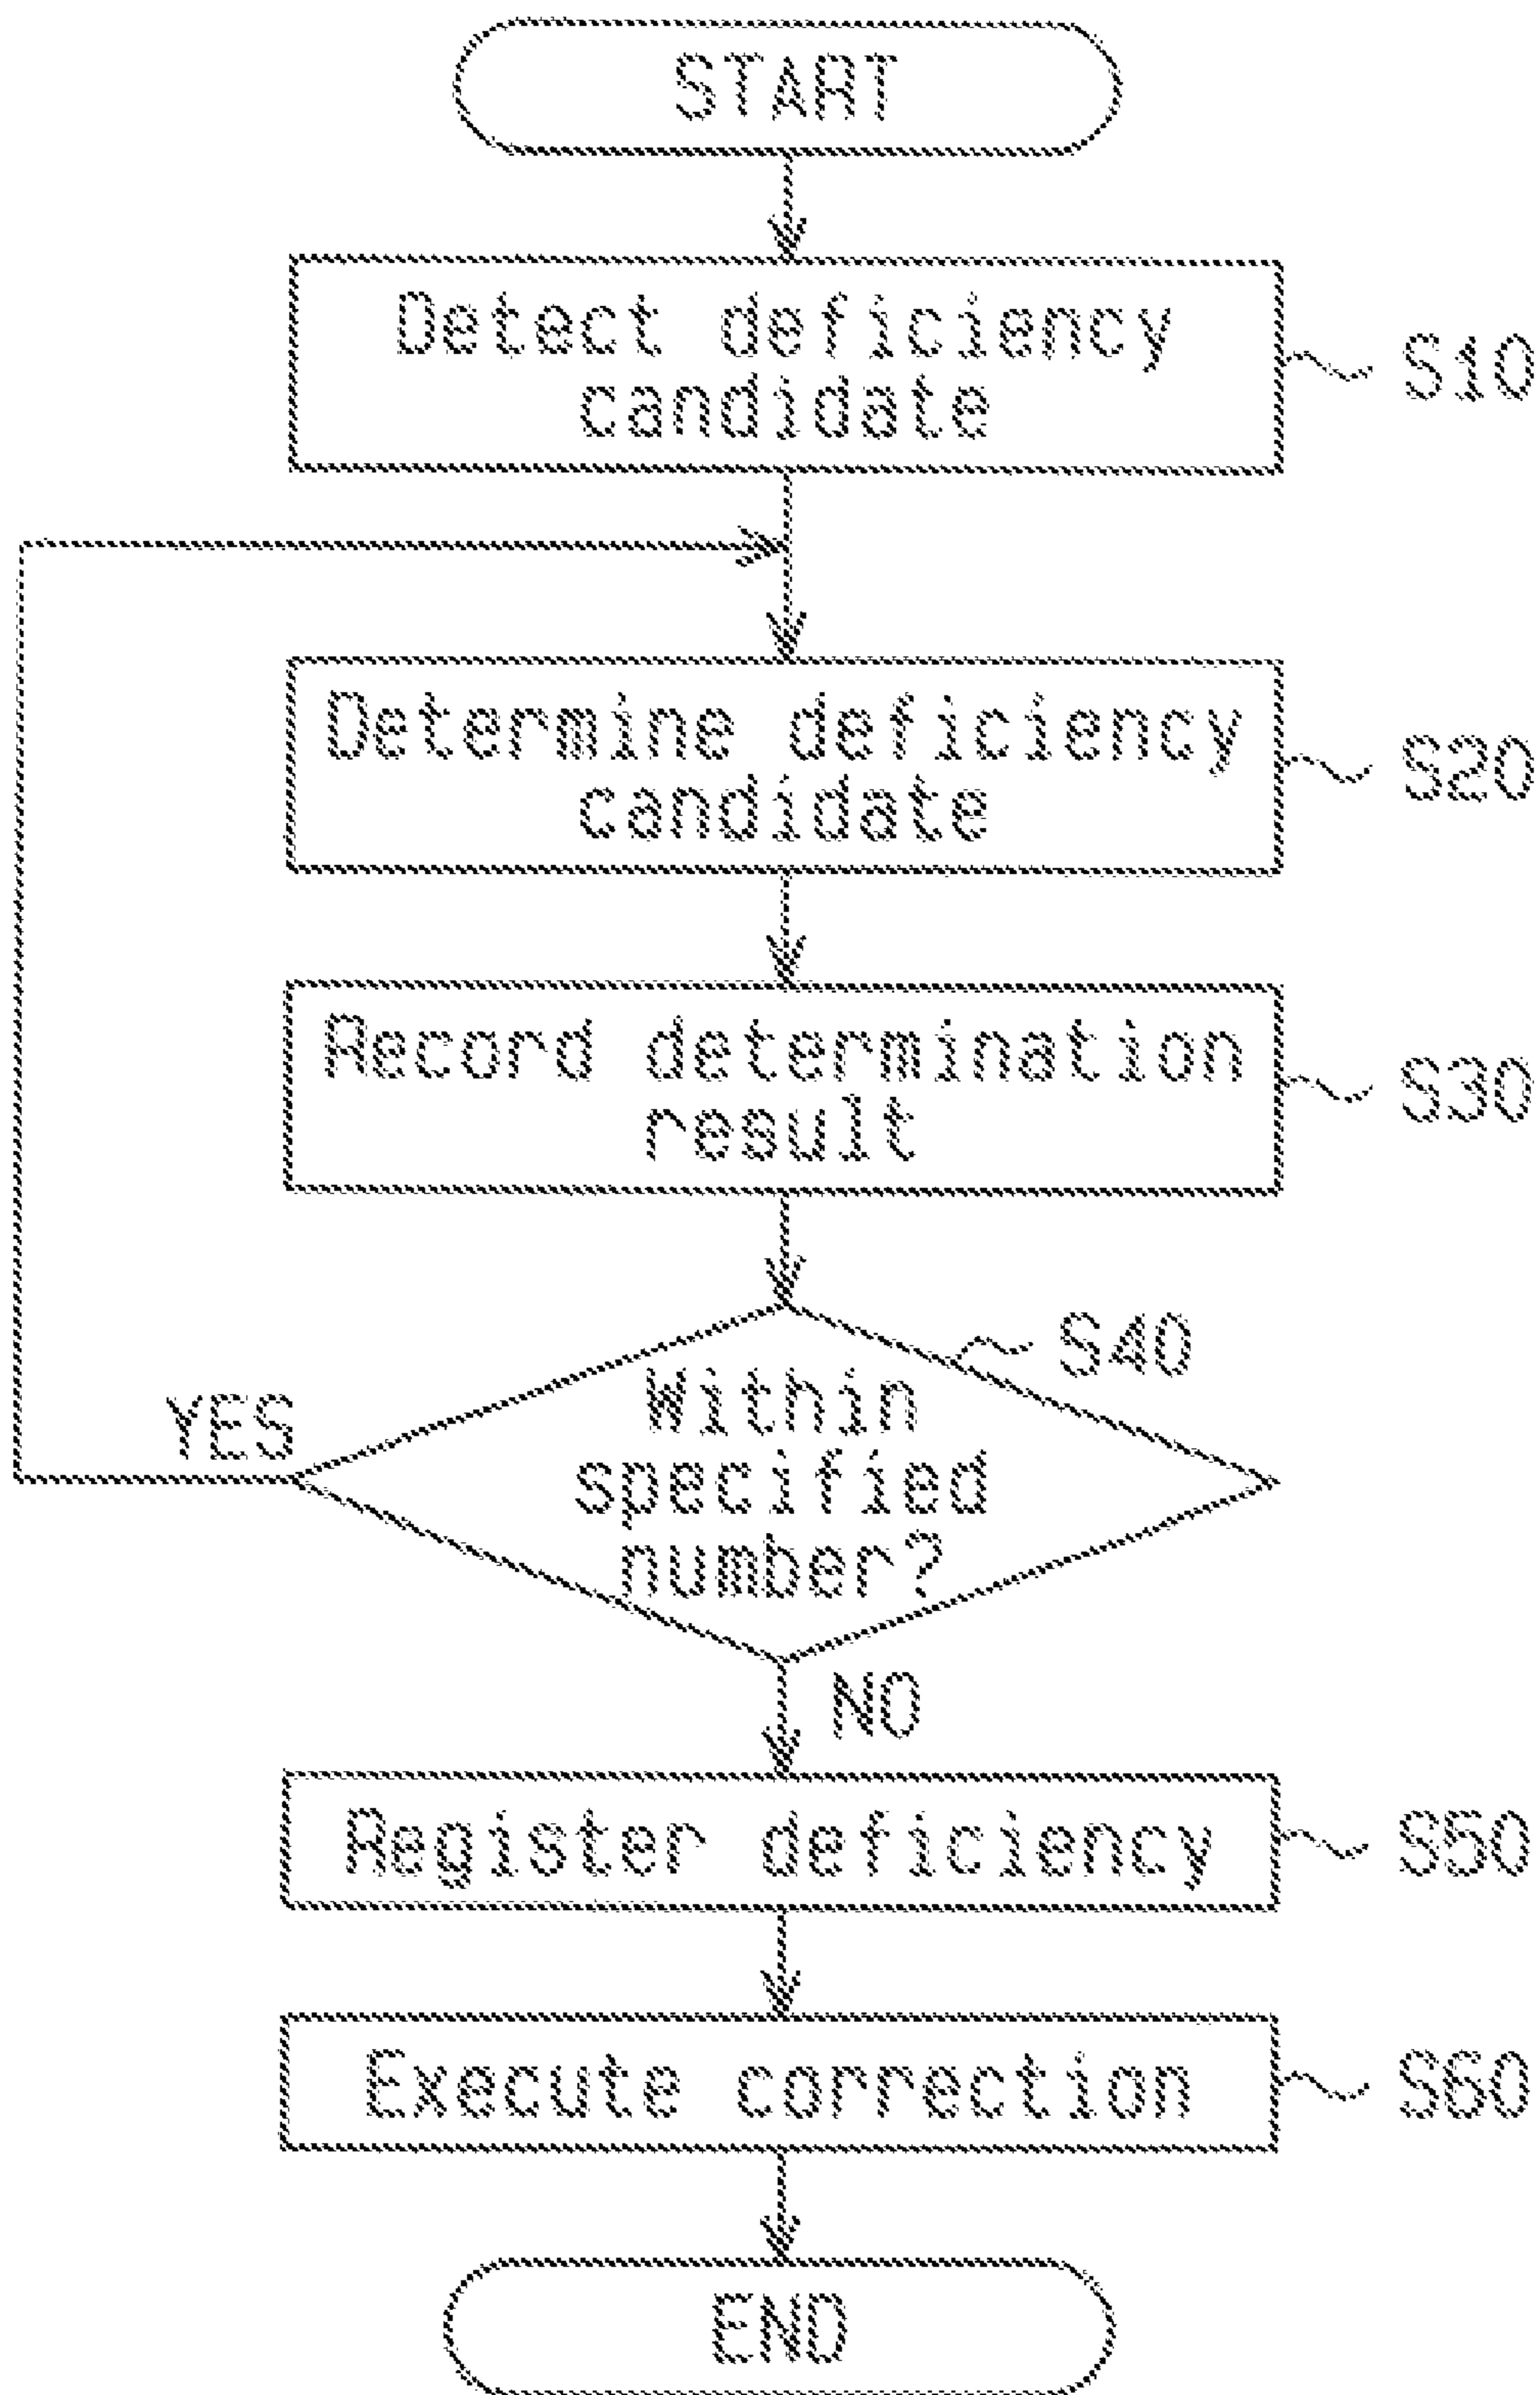 START
Detect deficiency
candidate
S10
Determine deficiency
candidate
S20
Record determination
result
S30
S40
Within
specified
number?
YES
NO
Register deficiency
S50
Execute correction
S60
END